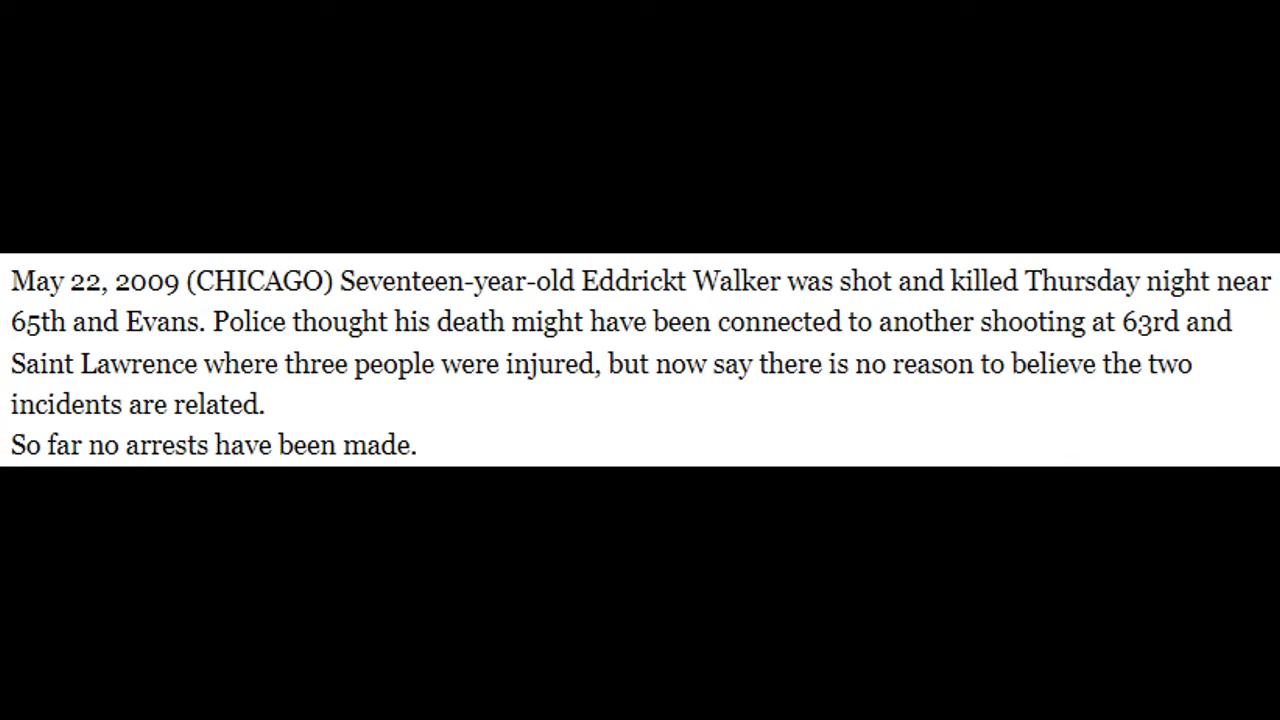 May 22, 2009 (CHICAGO) Seventeen-year-old Eddrickt Walker was shot and killed Thursday night near
65th and Evans. Police thought his death might have been connected to another shooting at 63rd and
Saint Lawrence where three people were injured, but now say there is no reason to believe the two
incidents are related.
So far no arrests have been made.